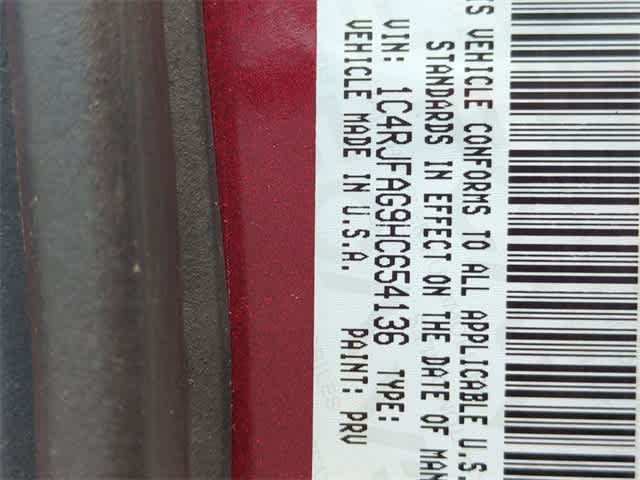 IS VEHICLE CONFORMS TO ALL APPLICABLE U.S.
STANDARDS IN EFFECT ON THE DATE OF MAN
VIN: 1C4RJFAG9HC654136 TYPE:
VEHICLE MADE IN U.S.A. PAINT: PRV